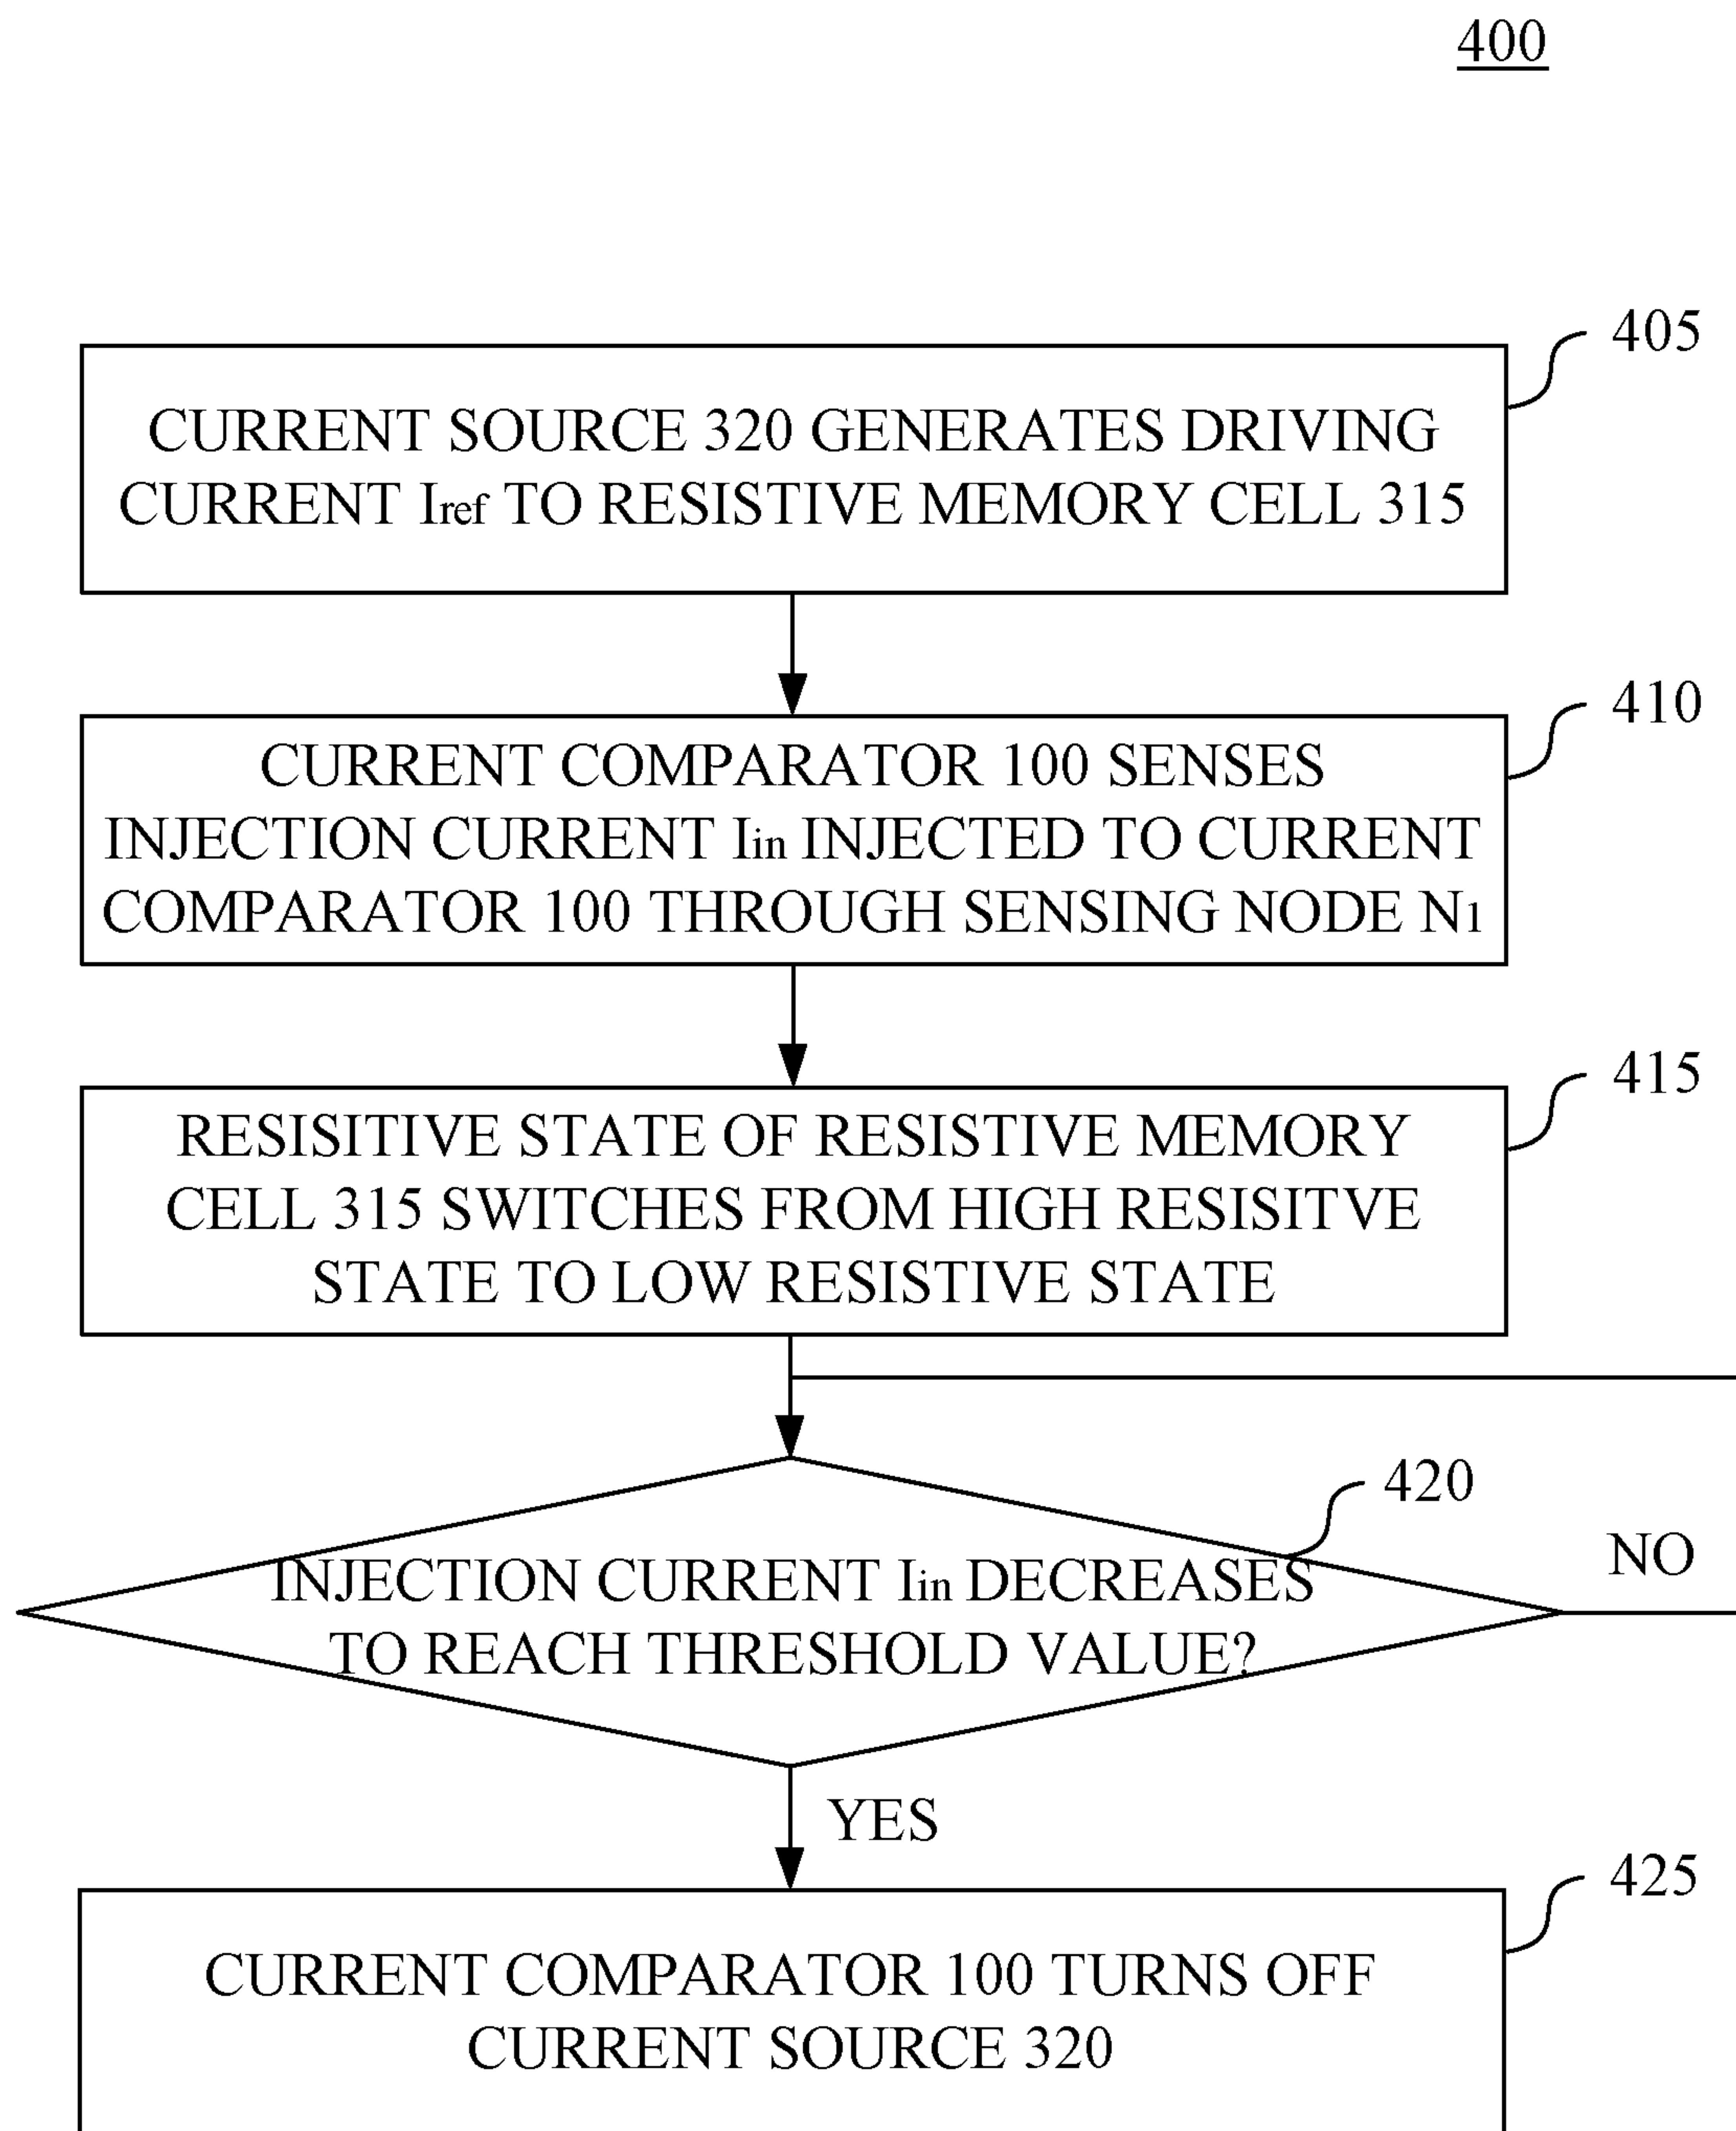 400
405
CURRENT SOURCE 320 GENERATES DRIVING
CURRENT Iref TO RESISTIVE MEMORY CELL 315
410
CURRENT COMPARATOR 100 SENSES
INJECTION CURRENT Iin INJECTED TO CURRENT
COMPARATOR 100 THROUGH SENSING NODE N1
415
RESISITIVE STATE OF RESISTIVE MEMORY
CELL 315 SWITCHES FROM HIGH RESISITVE
STATE TO LOW RESISTIVE STATE
420
NO
INJECTION CURRENT Iin DECREASES
TO REACH THRESHOLD VALUE?
YES
425
CURRENT COMPARATOR 100 TURNS OFF
CURRENT SOURCE 320